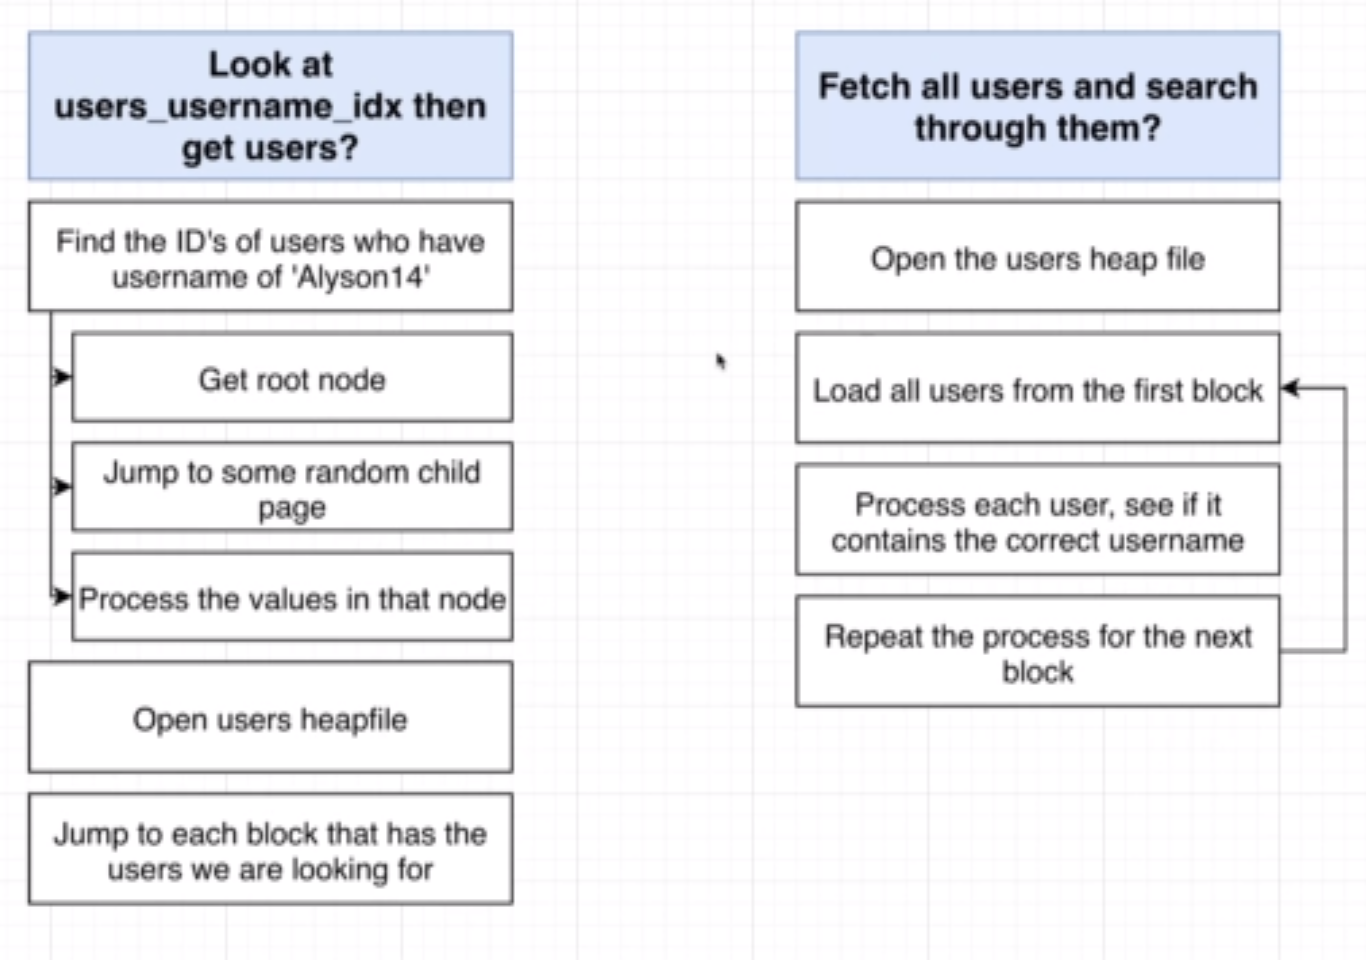 Look at
users_username_idx then
get users?
Find the ID's of users who have
username of 'Alyson14'
Get root node
Jump to some random child
page
Process the values in that node
Open users heapfile
Jump to each block that has the
users we are looking for
Fetch all users and search
through them?
Open the users heap file
Load all users from the first block
Process each user, see if it
contains the correct username
Repeat the process for the next
block